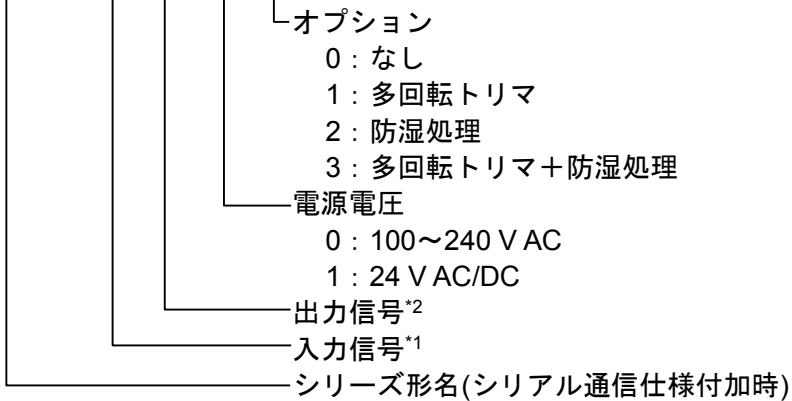 オプション
0：なし
1：多回転トリマ
2：防湿処理
3：多回転トリマ＋防湿処理
電源電圧
0：100～240 V AC
1：24 V AC/DC
出力信号*2
入力信号*1
シリーズ形名(シリアル通信仕様付加時)